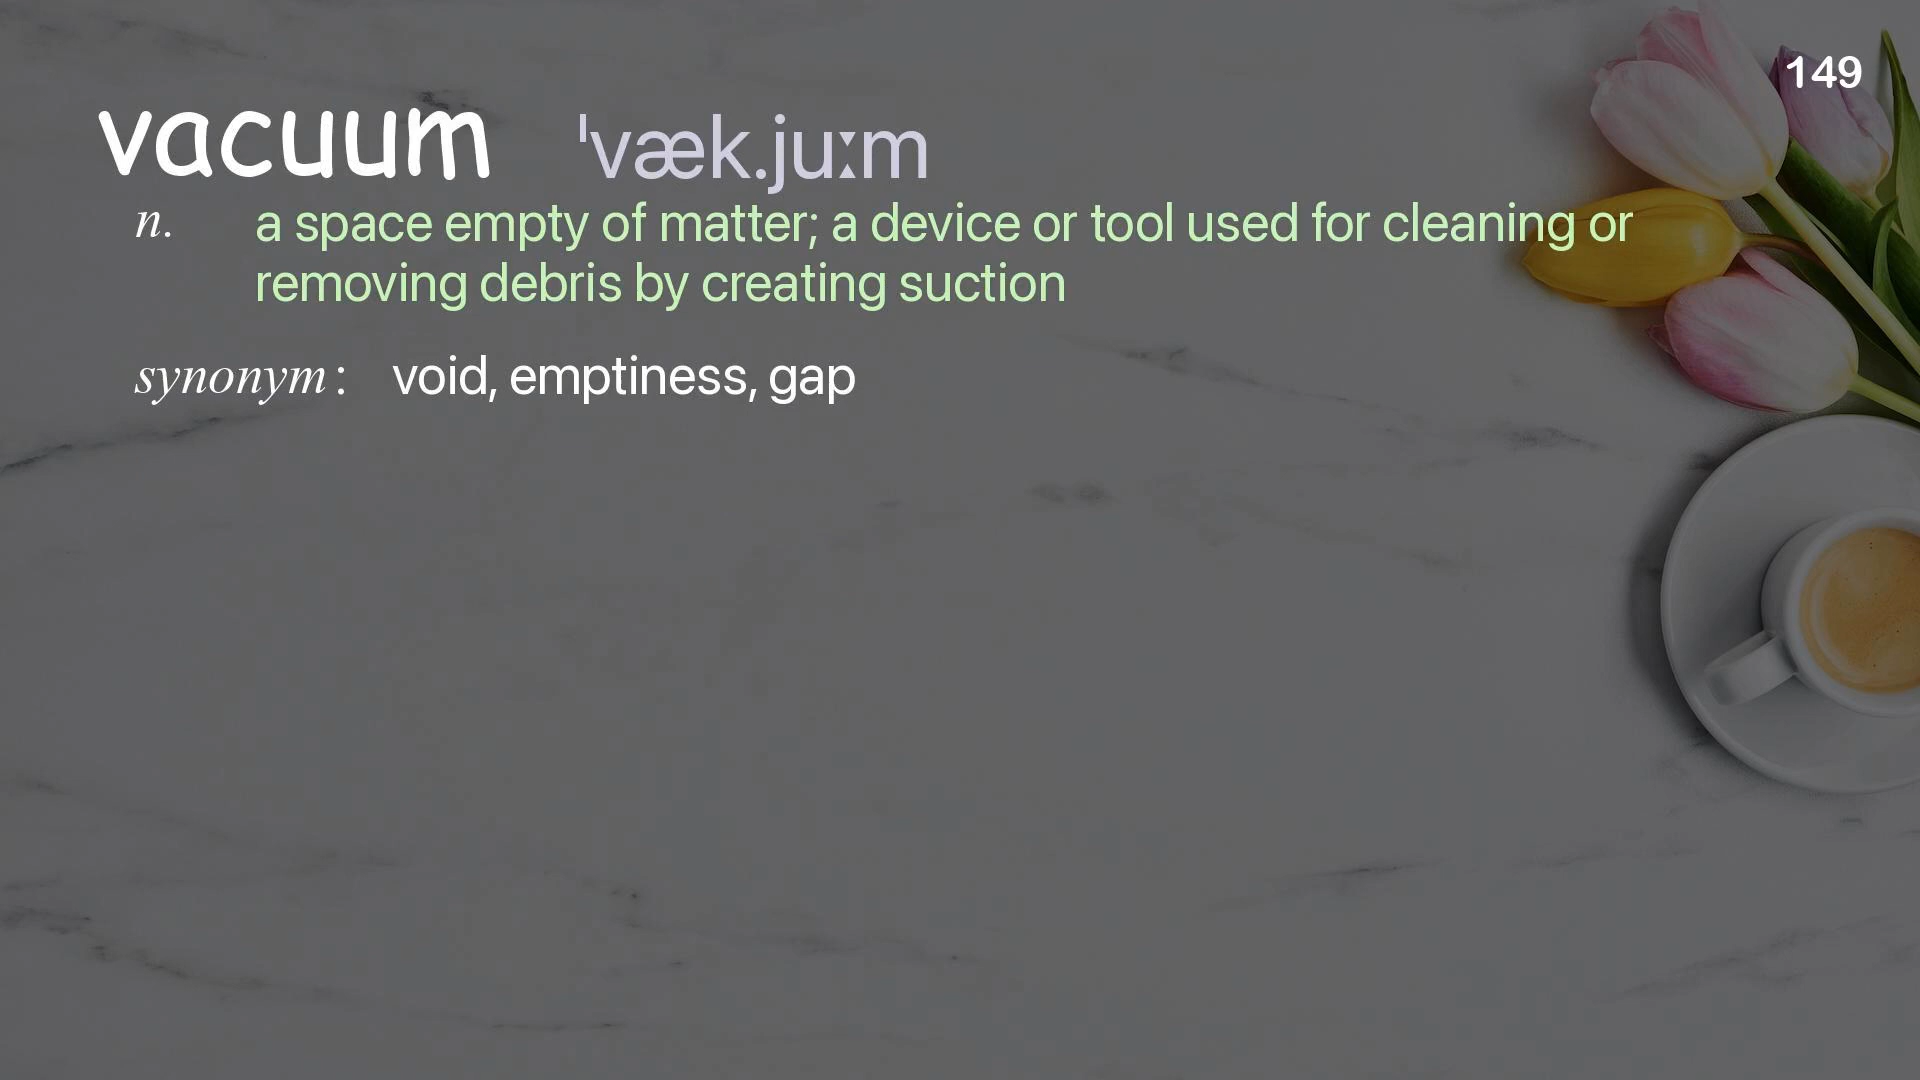 149
vacuum ˈvæk.juːm
n. a space empty of matter; a device or tool used for cleaning or
removing debris by creating suction
synonym: void, emptiness, gap